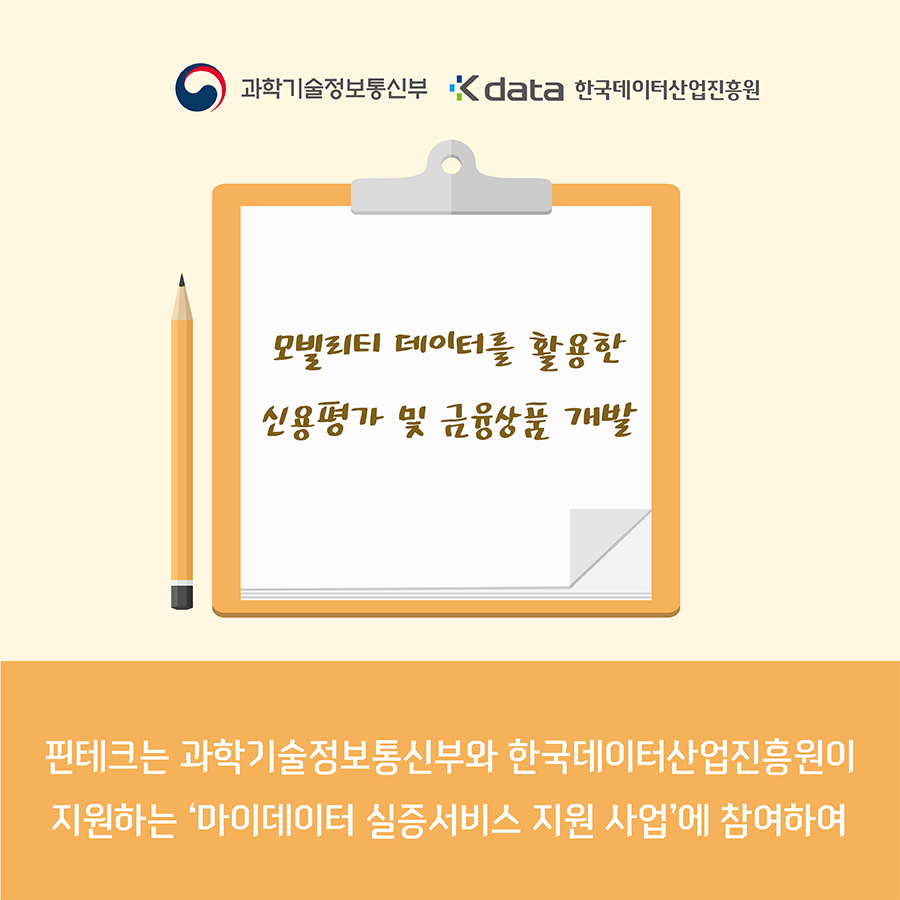 과학기술정보통신부 K data 한국데이터산업진흥원
모빌리티 데이터를 활용한
신용평가 및 금융상품 개발
핀테크는 과학기술정보통신부와 한국데이터산업진흥원이
지원하는 ‘마이데이터 실증서비스 지원 사업’에 참여하여